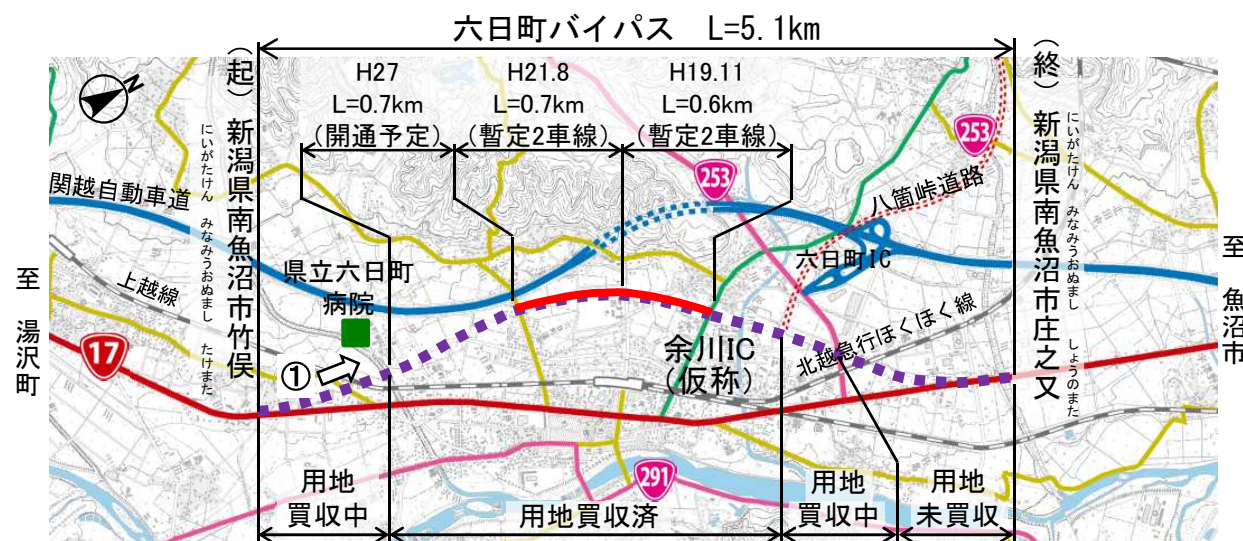 六日町バイパス L=5.1km
H27
L=0.7km
(開通予定)
H21.8
L=0.7km
(暫定2車線)
H19.11
L=0.6km
(暫定2車線)
N
(起)新潟県南魚沼市竹俣
にいがたけん みなみうおぬまし たけまた
(終)新潟県南魚沼市庄之又
にいがたけん みなみうおぬまし しょうのまた
253
253
関越自動車道
八箇峠道路
六日町IC
至 湯沢町
至 魚沼市
上越線
県立六日町
病院
①
17
余川IC
(仮称)
北越急行ほくほく線
291
用地
買収中
用地買収済
用地
買収中
用地
未買収